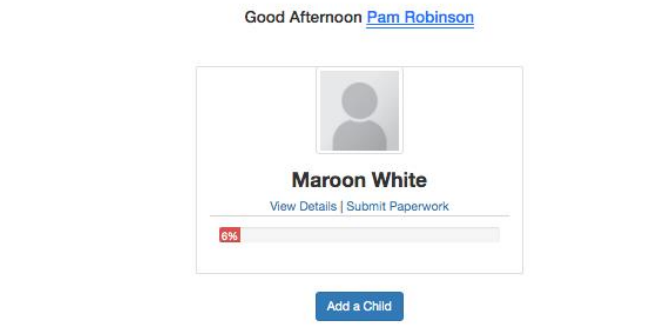 Good Afternoon Pam Robinson
Maroon White
View Details | Submit Paperwork
6%
Add a Child